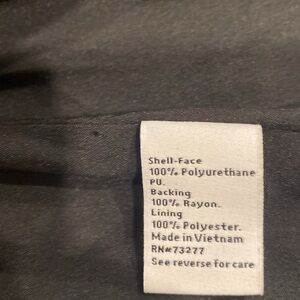 Shell-Face
100% Polyurethane
PU.
Backing
100% Rayon.
Lining
100% Polyester.
Made in Vietnam
RN#73277
See reverse for care